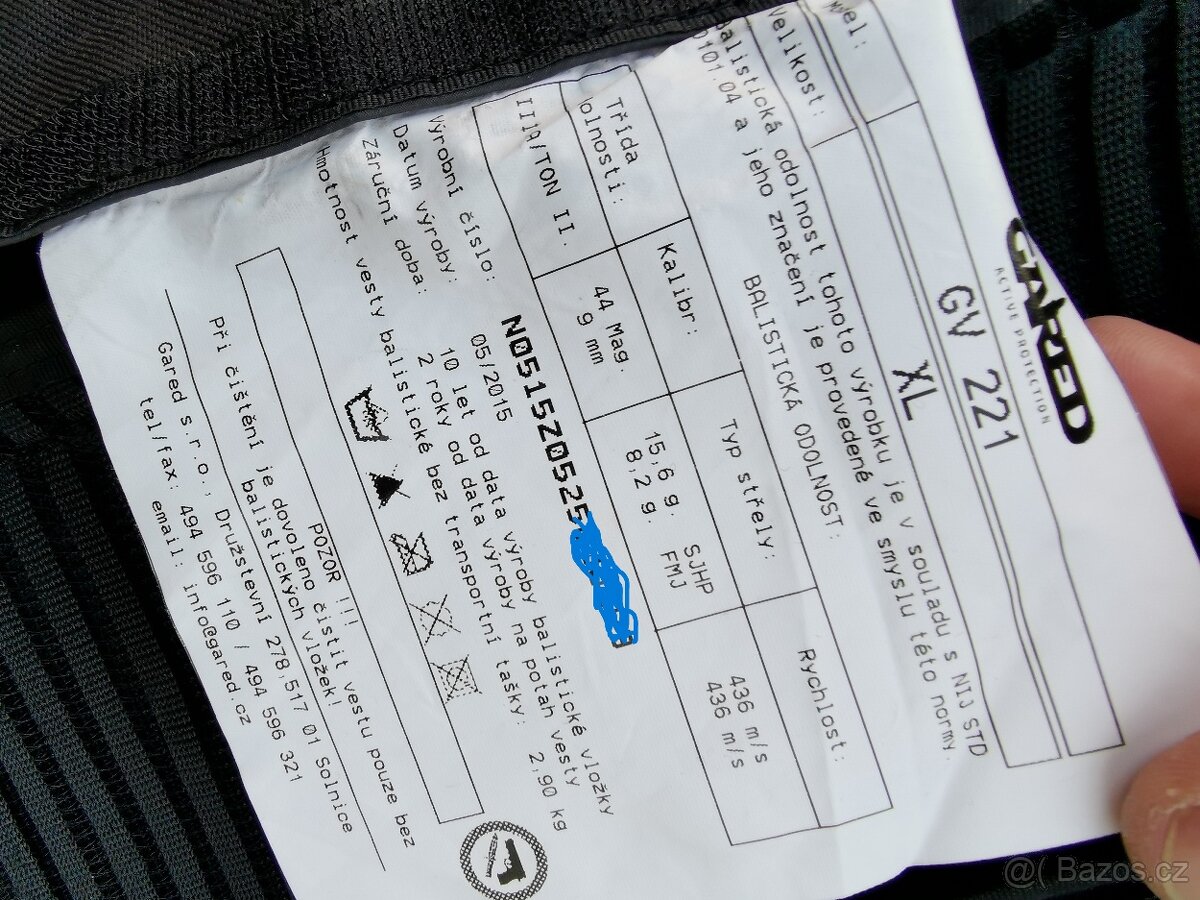 GARED
ACTIVE PROTECTION
GV 221
Velikost: XL
balistická odolnost tohoto výrobku je v souladu s NIJ STD
0101.04 a jeho značení je provedené ve smyslu této normy.
BALISTICKÁ ODOLNOST:
Třída Kalibr: Typ střely: Rychlost:
odolnosti:
IIIA/TON II. 44 Mag. 15,6 g. SJHP 436 m/s
9 mm 8,2 g. FMJ 436 m/s
Výrobní číslo: N0515Z0525
Datum výroby: 05/2015
Záruční doba: 10 let od data výroby balistické vložky
2 roky od data výroby na potah vesty
Hmotnost vesty balistické bez transportní tašky: 2,90 kg
POZOR !!!
Při čištění je dovoleno čistit vestu pouze bez
balistických vložek!
Gared s.r.o., Družstevní 278,517 01 Solnice
tel/fax: 494 596 110 / 494 596 321
email: info@gared.cz
@( Bazos.cz